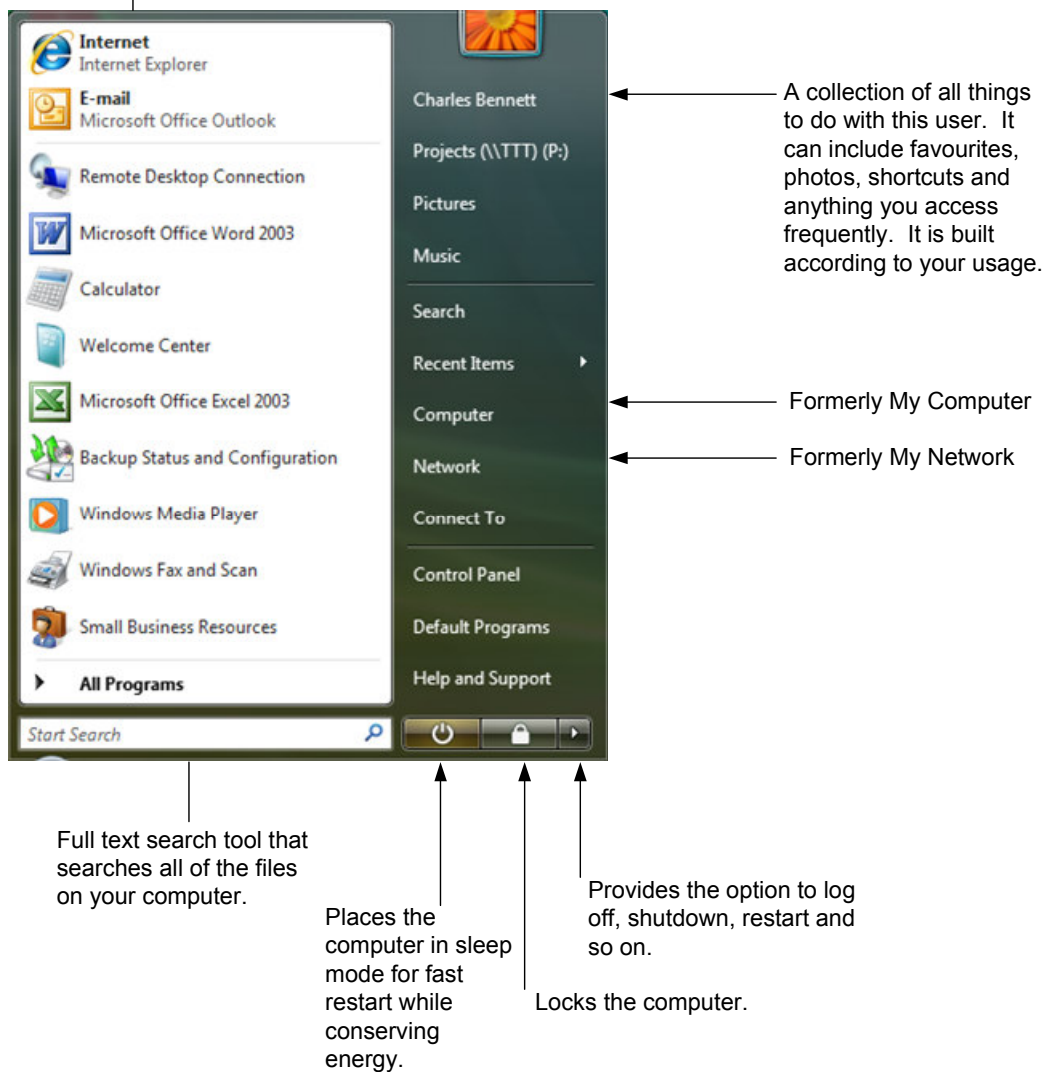 Internet
Internet Explorer
E-mail
Microsoft Office Outlook
Remote Desktop Connection
Microsoft Office Word 2003
Calculator
Welcome Center
Microsoft Office Excel 2003
Backup Status and Configuration
Windows Media Player
Windows Fax and Scan
Small Business Resources
All Programs
Start Search
Charles Bennett
Projects (\\TTT) (P:)
Pictures
Music
Search
Recent Items
Computer
Network
Connect To
Control Panel
Default Programs
Help and Support
A collection of all things
to do with this user. It
can include favourites,
photos, shortcuts and
anything you access
frequently. It is built
according to your usage.
Formerly My Computer
Formerly My Network
Full text search tool that
searches all of the files
on your computer.
Places the
computer in sleep
mode for fast
restart while
conserving
energy.
Locks the computer.
Provides the option to log
off, shutdown, restart and
so on.